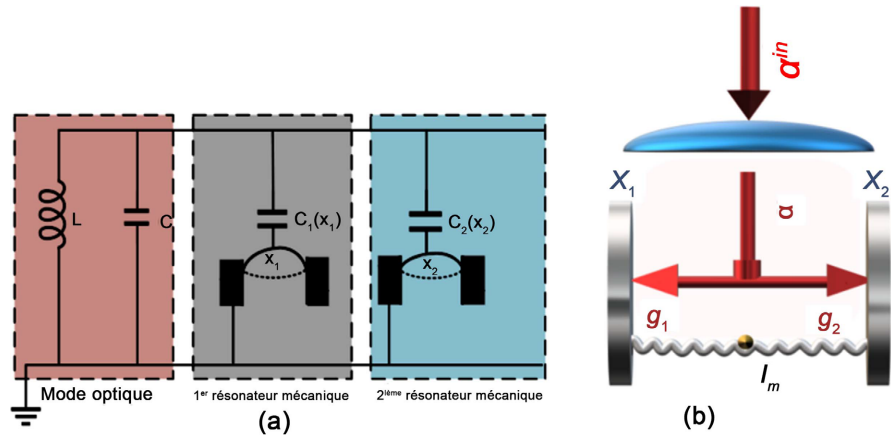 L
C
C₁(x₁)
x₁
C₂(x₂)
x₂
Mode optique
1er résonateur mécanique
2ième résonateur mécanique
(a)
αin
X₁
X₂
α
g₁
g₂
Im
(b)